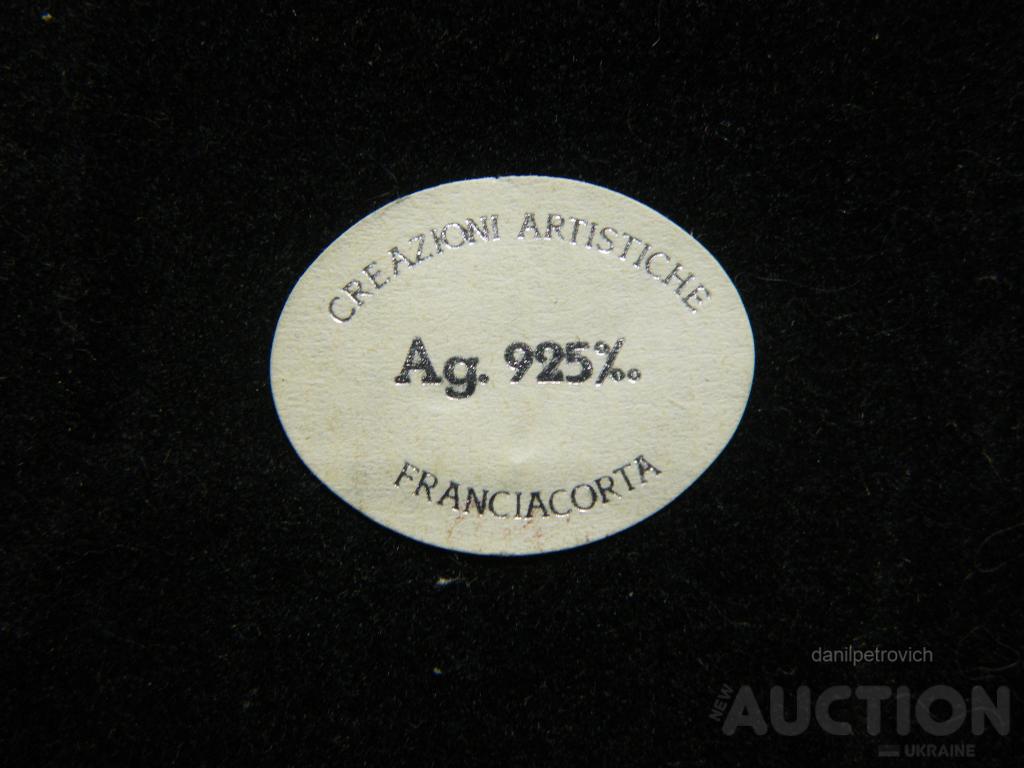 CREAZIONI ARTISTICHE
Ag. 925‰
FRANCIACORTA
danilpetrovich
NEW AUCTION
UKRAINE